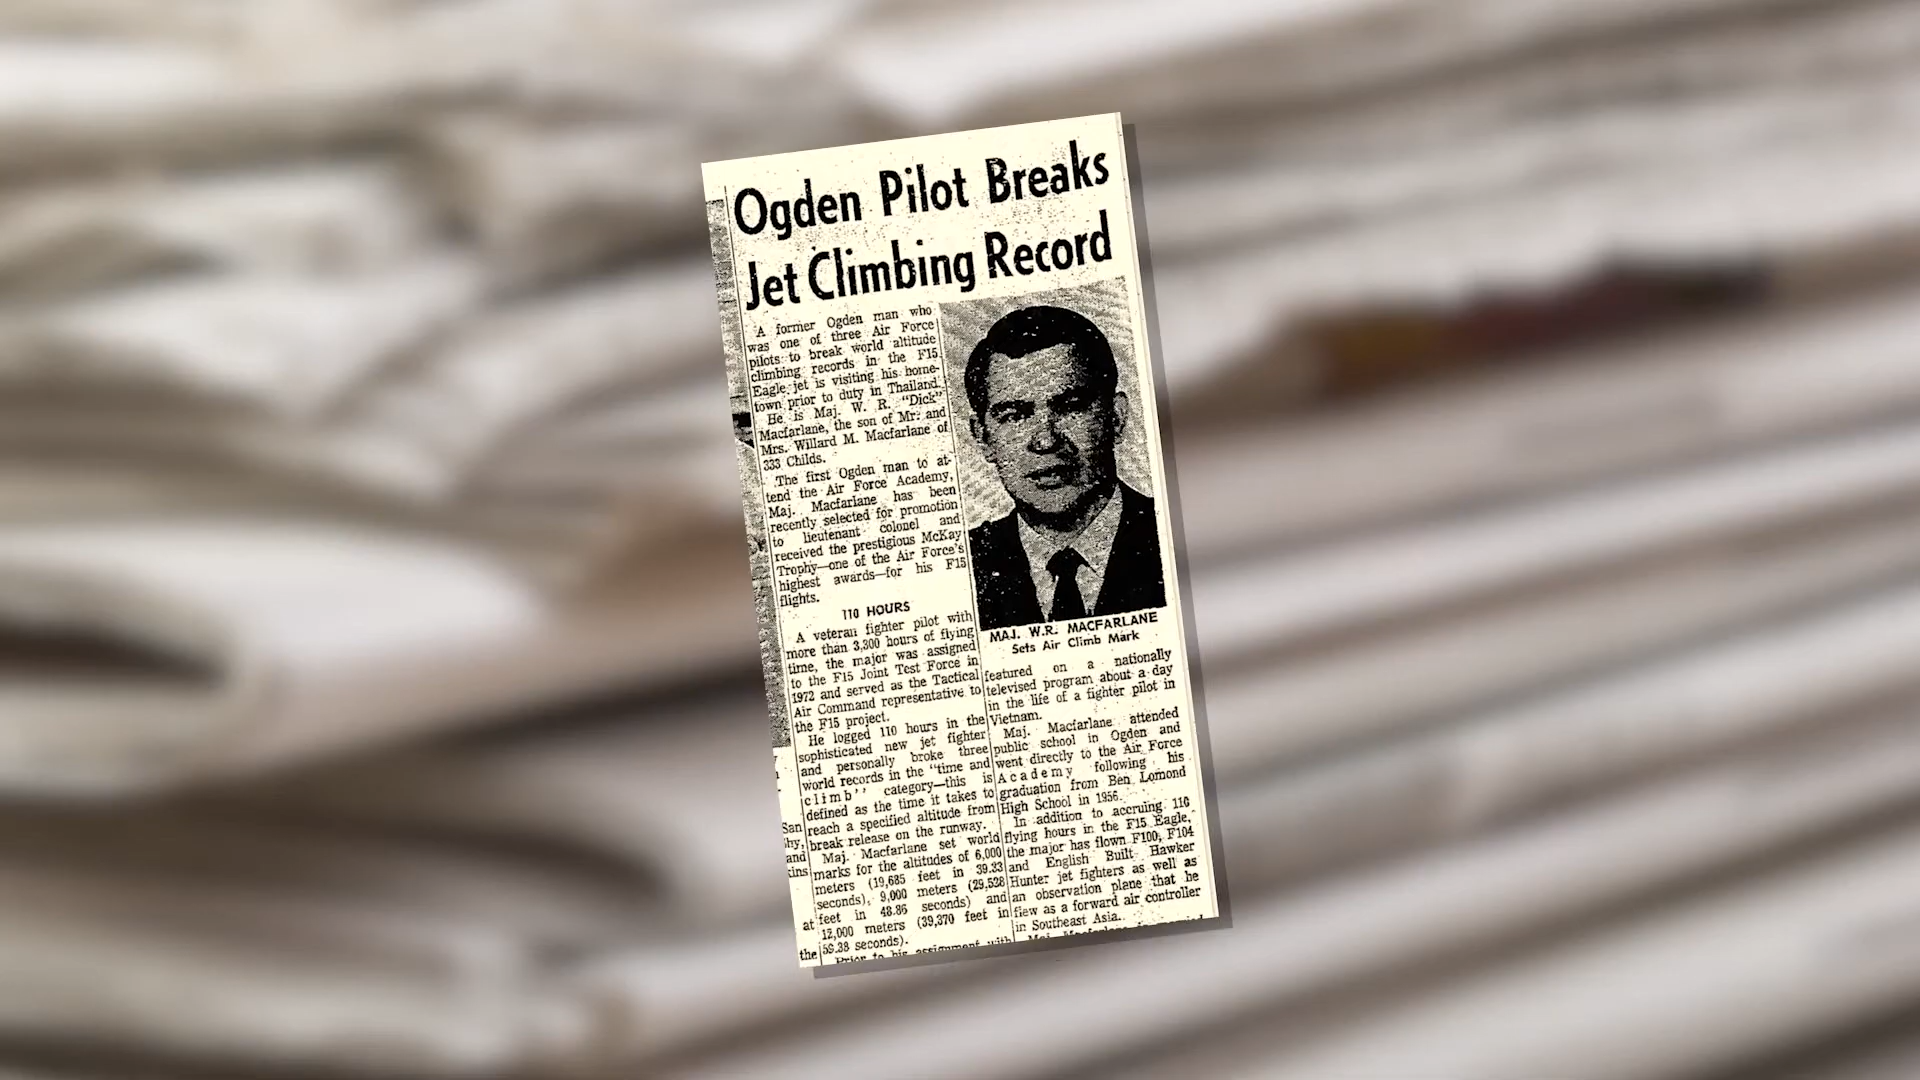 Ogden Pilot Breaks
Jet Climbing Record
A former Ogden man who
was one of three Air Force
pilots to break world altitude
climbing records in the F15
Eagle jet is visiting his home-
town prior to duty in Thailand.
He is Maj. W. R. "Dick"
Macfarlane, the son of Mr. and
Mrs. Willard M. Macfarlane of
333 Childs.
The first Ogden man to at-
tend the Air Force Academy,
Maj. Macfarlane has been
recently selected for promotion
to lieutenant colonel and
received the prestigious McKay
Trophy—one of the Air Force's
highest awards—for his F15
flights.
110 HOURS
A veteran fighter pilot with
more than 3,300 hours of flying
time, the major was assigned
to the F15 Joint Test Force in
1972 and served as the Tactical
Air Command representative to
the F15 project.
He logged 110 hours in the
sophisticated new jet fighter
and personally broke three
world records in the "time and
climb'' category—this is
defined as the time it takes to
reach a specified altitude from
break release on the runway.
Maj. Macfarlane set world
marks for the altitudes of 6,000
meters (19,685 feet in 39.33
seconds), 9,000 meters (29,528
feet in 48.86 seconds) and
12,000 meters (39,370 feet in
59.38 seconds).
Prior to his assignment with
MAJ. W.R. MACFARLANE
Sets Air Climb Mark
featured on a nationally
televised program about a day
in the life of a fighter pilot in
Vietnam.
Maj. Macfarlane attended
public school in Ogden and
went directly to the Air Force
Academy following his
graduation from Ben Lomond
High School in 1956.
In addition to accruing 110
flying hours in the F15 Eagle,
the major has flown F100, F104
and English Built Hawker
Hunter jet fighters as well as
an observation plane that he
flew as a forward air controller
in Southeast Asia.
Maj. Macfarlane
San
and
at
the